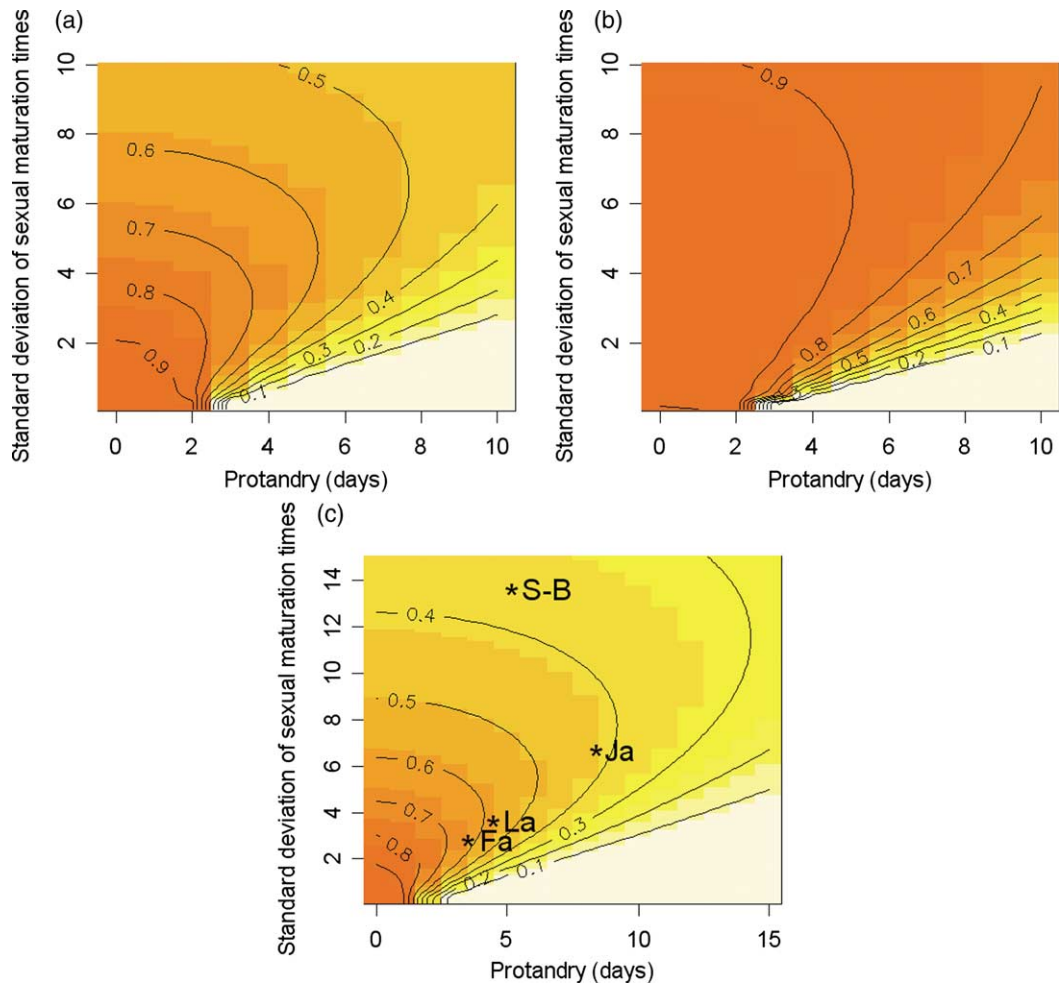 (a)
Standard deviation of sexual maturation times
10
8
6
4
2
0.5
0.6
0.7
0.8
0.9
0.4
0.3
0.2
0.1
0 2 4 6 8 10
Protandry (days)
(b)
Standard deviation of sexual maturation times
10
8
6
4
2
0.9
0.7
0.8
0.6
0.5
0.4
0.2
0.1
0 2 4 6 8 10
Protandry (days)
(c)
Standard deviation of sexual maturation times
14
12
10
8
6
4
2
* S-B
0.4
0.5
* Ja
0.6
0.7
* La
* Fa
0.3
0.8
0.2
0.1
0 5 10 15
Protandry (days)